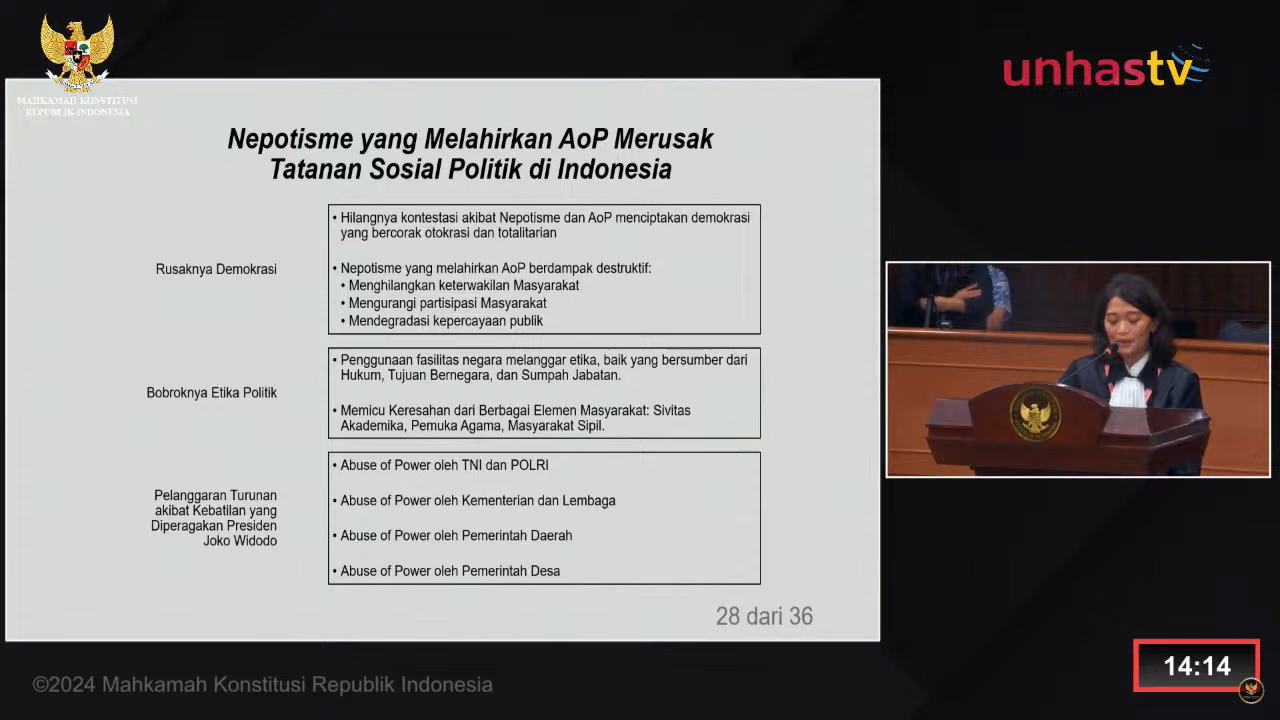 MAHKAMAH KONSTITUSI
REPUBLIK INDONESIA
unhastv
Nepotisme yang Melahirkan AoP Merusak
Tatanan Sosial Politik di Indonesia
Rusaknya Demokrasi
• Hilangnya kontestasi akibat Nepotisme dan AoP menciptakan demokrasi
yang bercorak otokrasi dan totalitarian
• Nepotisme yang melahirkan AoP berdampak destruktif:
• Menghilangkan keterwakilan Masyarakat
• Mengurangi partisipasi Masyarakat
• Mendegradasi kepercayaan publik
Bobroknya Etika Politik
• Penggunaan fasilitas negara melanggar etika, baik yang bersumber dari
Hukum, Tujuan Bernegara, dan Sumpah Jabatan.
• Memicu Keresahan dari Berbagai Elemen Masyarakat: Sivitas
Akademika, Pemuka Agama, Masyarakat Sipil.
Pelanggaran Turunan
akibat Kebatilan yang
Diperagakan Presiden
Joko Widodo
• Abuse of Power oleh TNI dan POLRI
• Abuse of Power oleh Kementerian dan Lembaga
• Abuse of Power oleh Pemerintah Daerah
• Abuse of Power oleh Pemerintah Desa
28 dari 36
©2024 Mahkamah Konstitusi Republik Indonesia
14:14